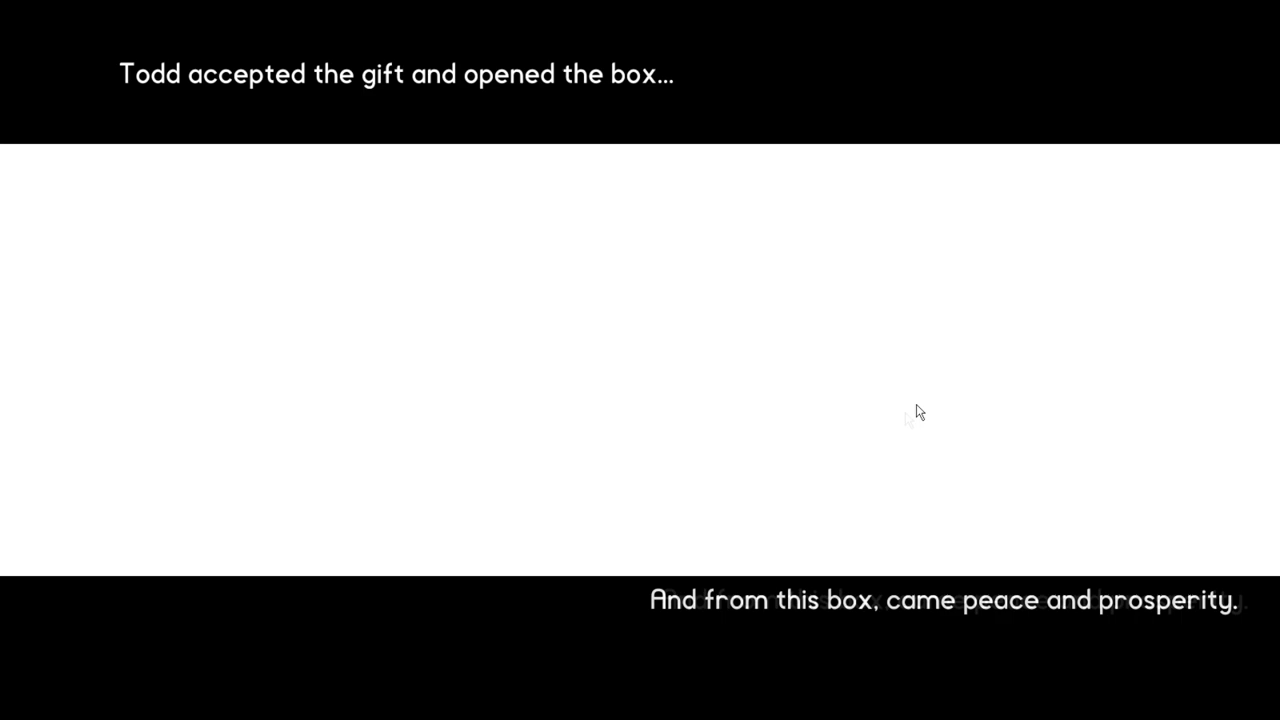 Todd accepted the gift and opened the box...
And from this box, came peace and prosperity.